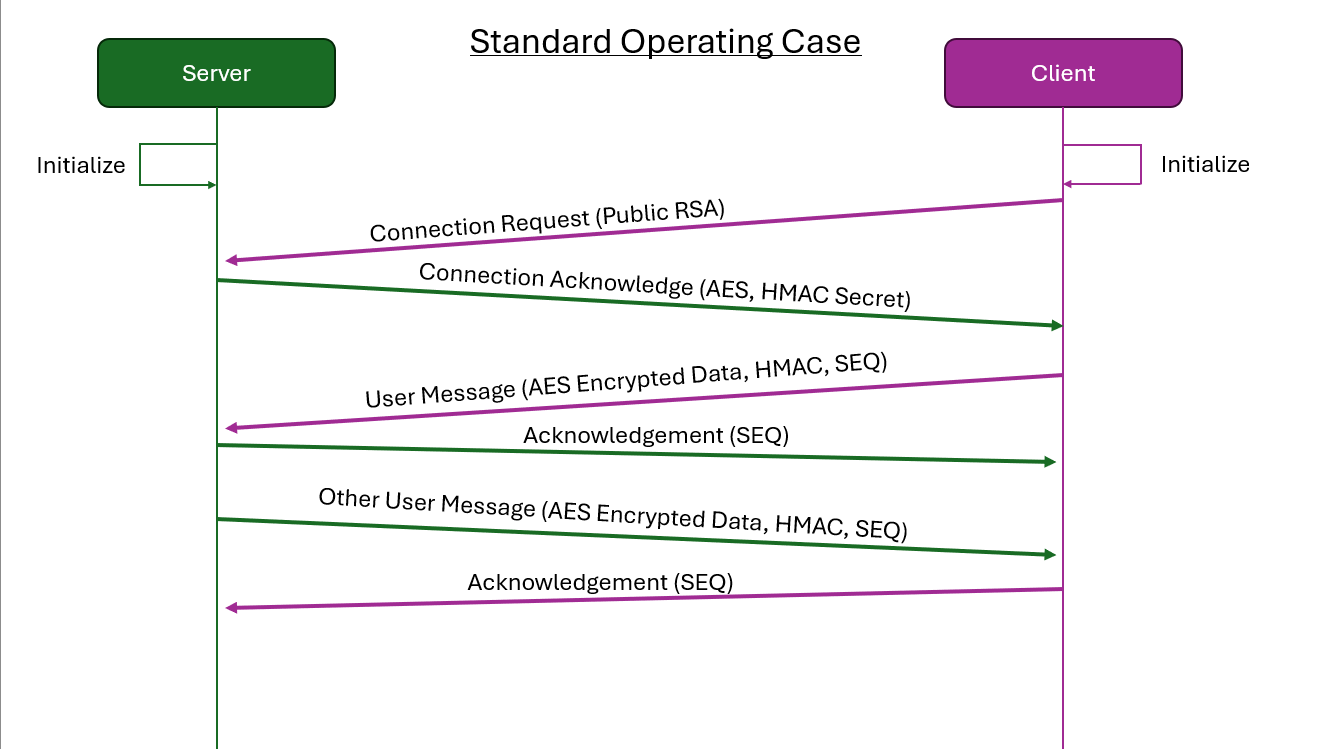 Standard Operating Case
Server
Client
Initialize
Initialize
Connection Request (Public RSA)
Connection Acknowledge (AES, HMAC Secret)
User Message (AES Encrypted Data, HMAC, SEQ)
Acknowledgement (SEQ)
Other User Message (AES Encrypted Data, HMAC, SEQ)
Acknowledgement (SEQ)